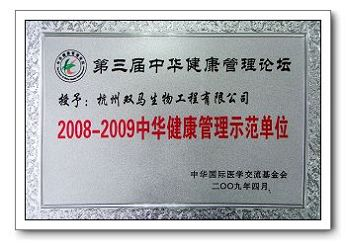 第三届中华健康管理论坛
授予：杭州双马生物工程有限公司
2008-2009中华健康管理示范单位
中华国际医学交流基金会
二〇〇九年四月